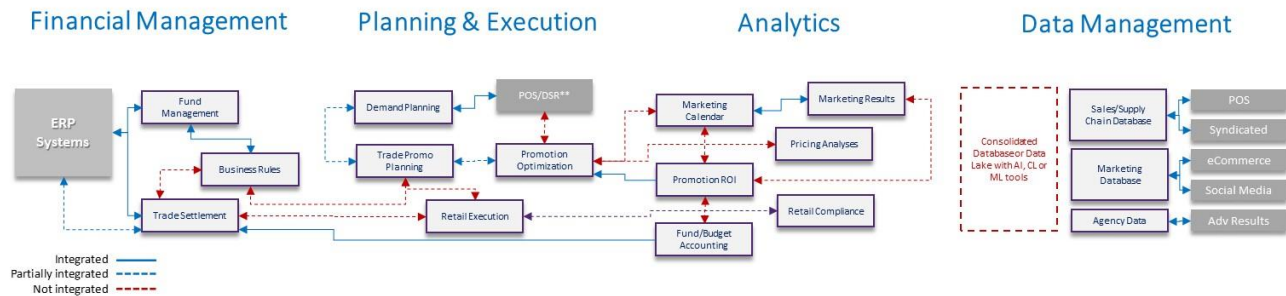 Financial Management
Planning & Execution
Analytics
Data Management
ERP
Systems
Fund
Management
Business Rules
Trade Settlement
Demand Planning
POS/DSR**
Trade Promo
Planning
Promotion
Optimization
Retail Execution
Marketing
Calendar
Marketing Results
Pricing Analyses
Promotion ROI
Retail Compliance
Fund/Budget
Accounting
Consolidated
Databaseor Data
Lake with AI, CL or
ML tools
Sales/Supply
Chain Database
Marketing
Database
Agency Data
POS
Syndicated
eCommerce
Social Media
Adv Results
Integrated
Partially integrated
Not integrated